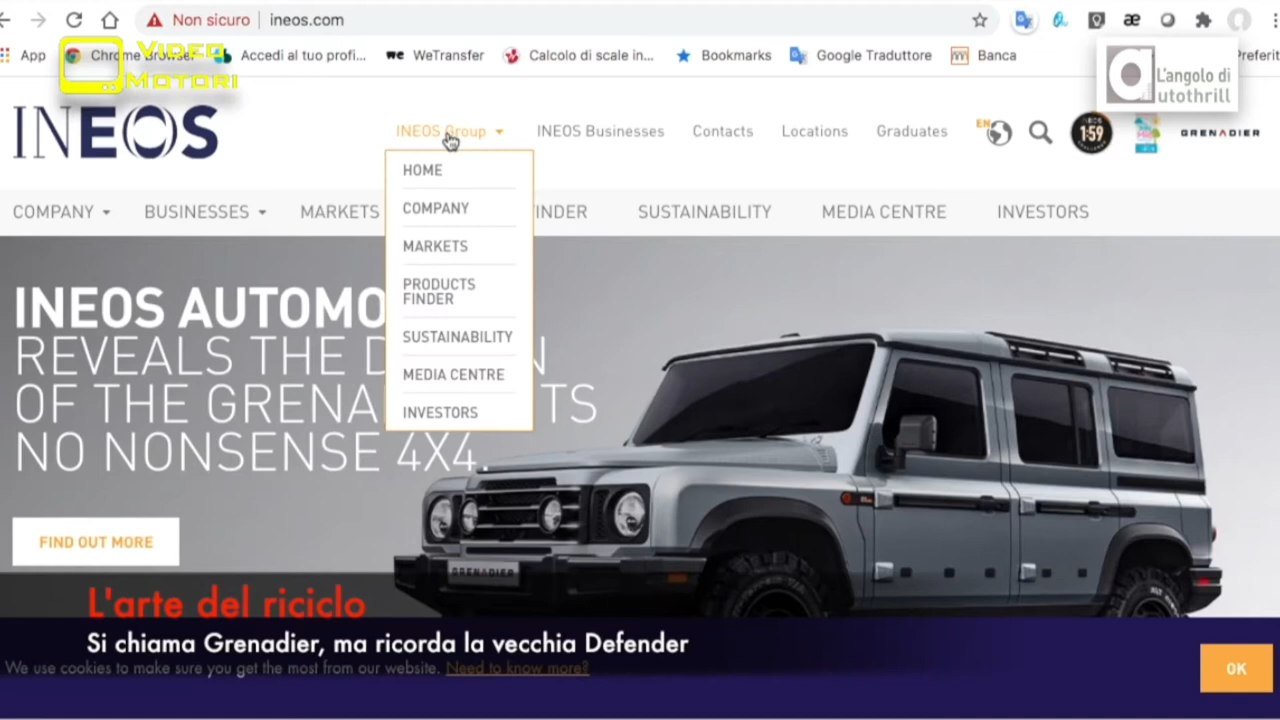 Non sicuro
ineos.com
App
Chrome
Accedi al tuo profi...
WeTransfer
Calcolo di scale in...
Bookmarks
Google Traduttore
Banca
VIDEO
MOTORI
L'angolo di
autothrill
INEOS
INEOS Group
INEOS Businesses
Contacts
Locations
Graduates
EN
INEOS
1:59
GRENADIER
COMPANY
BUSINESSES
MARKETS
SUSTAINABILITY
MEDIA CENTRE
INVESTORS
HOME
COMPANY
MARKETS
PRODUCTS
FINDER
SUSTAINABILITY
MEDIA CENTRE
INVESTORS
INEOS AUTOMO
REVEALS THE D N
OF THE GRENA TS
NO NONSENSE 4X4.
FIND OUT MORE
GRENADIER
L'arte del riciclo
Si chiama Grenadier, ma ricorda la vecchia Defender
We use cookies to make sure you get the most from our website. Need to know more?
OK